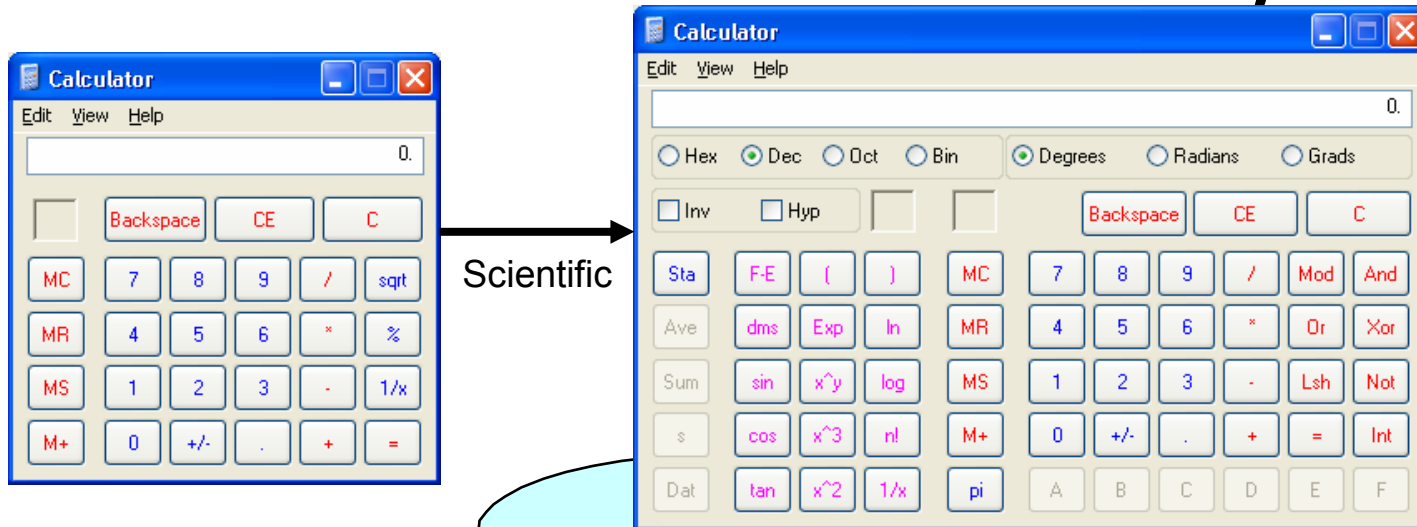 Calculator
Edit View Help
0.
Backspace CE C
MC 7 8 9 / sqrt
MR 4 5 6 * %
MS 1 2 3 - 1/x
M+ 0 +/- . + =
Scientific
Calculator
Edit View Help
0.
Hex Dec Oct Bin Degrees Radians Grads
Inv Hyp Backspace CE C
Sta F-E ( ) MC 7 8 9 / Mod And
Ave dms Exp ln MR 4 5 6 * Or Xor
Sum sin x^y log MS 1 2 3 - Lsh Not
s cos x^3 n! M+ 0 +/- . + = Int
Dat tan x^2 1/x pi A B C D E F